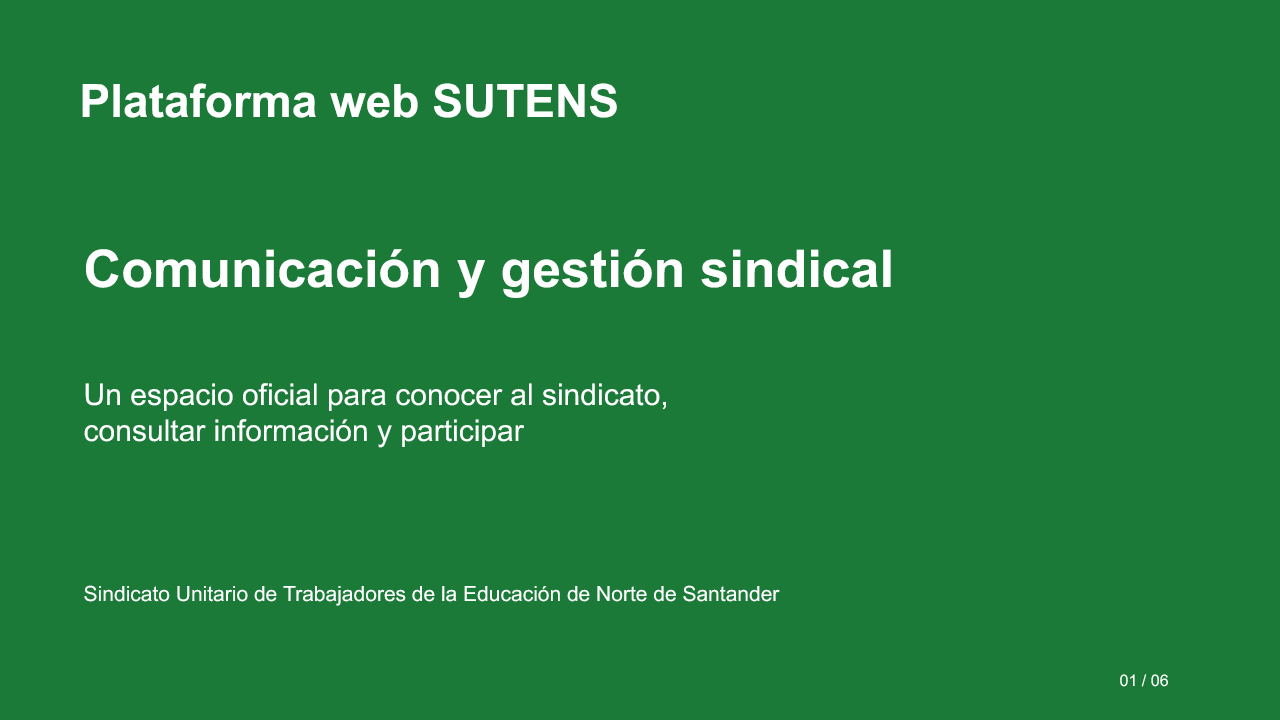 Plataforma web SUTENS
Comunicación y gestión sindical
Un espacio oficial para conocer al sindicato,
consultar información y participar
Sindicato Unitario de Trabajadores de la Educación de Norte de Santander
01 / 06